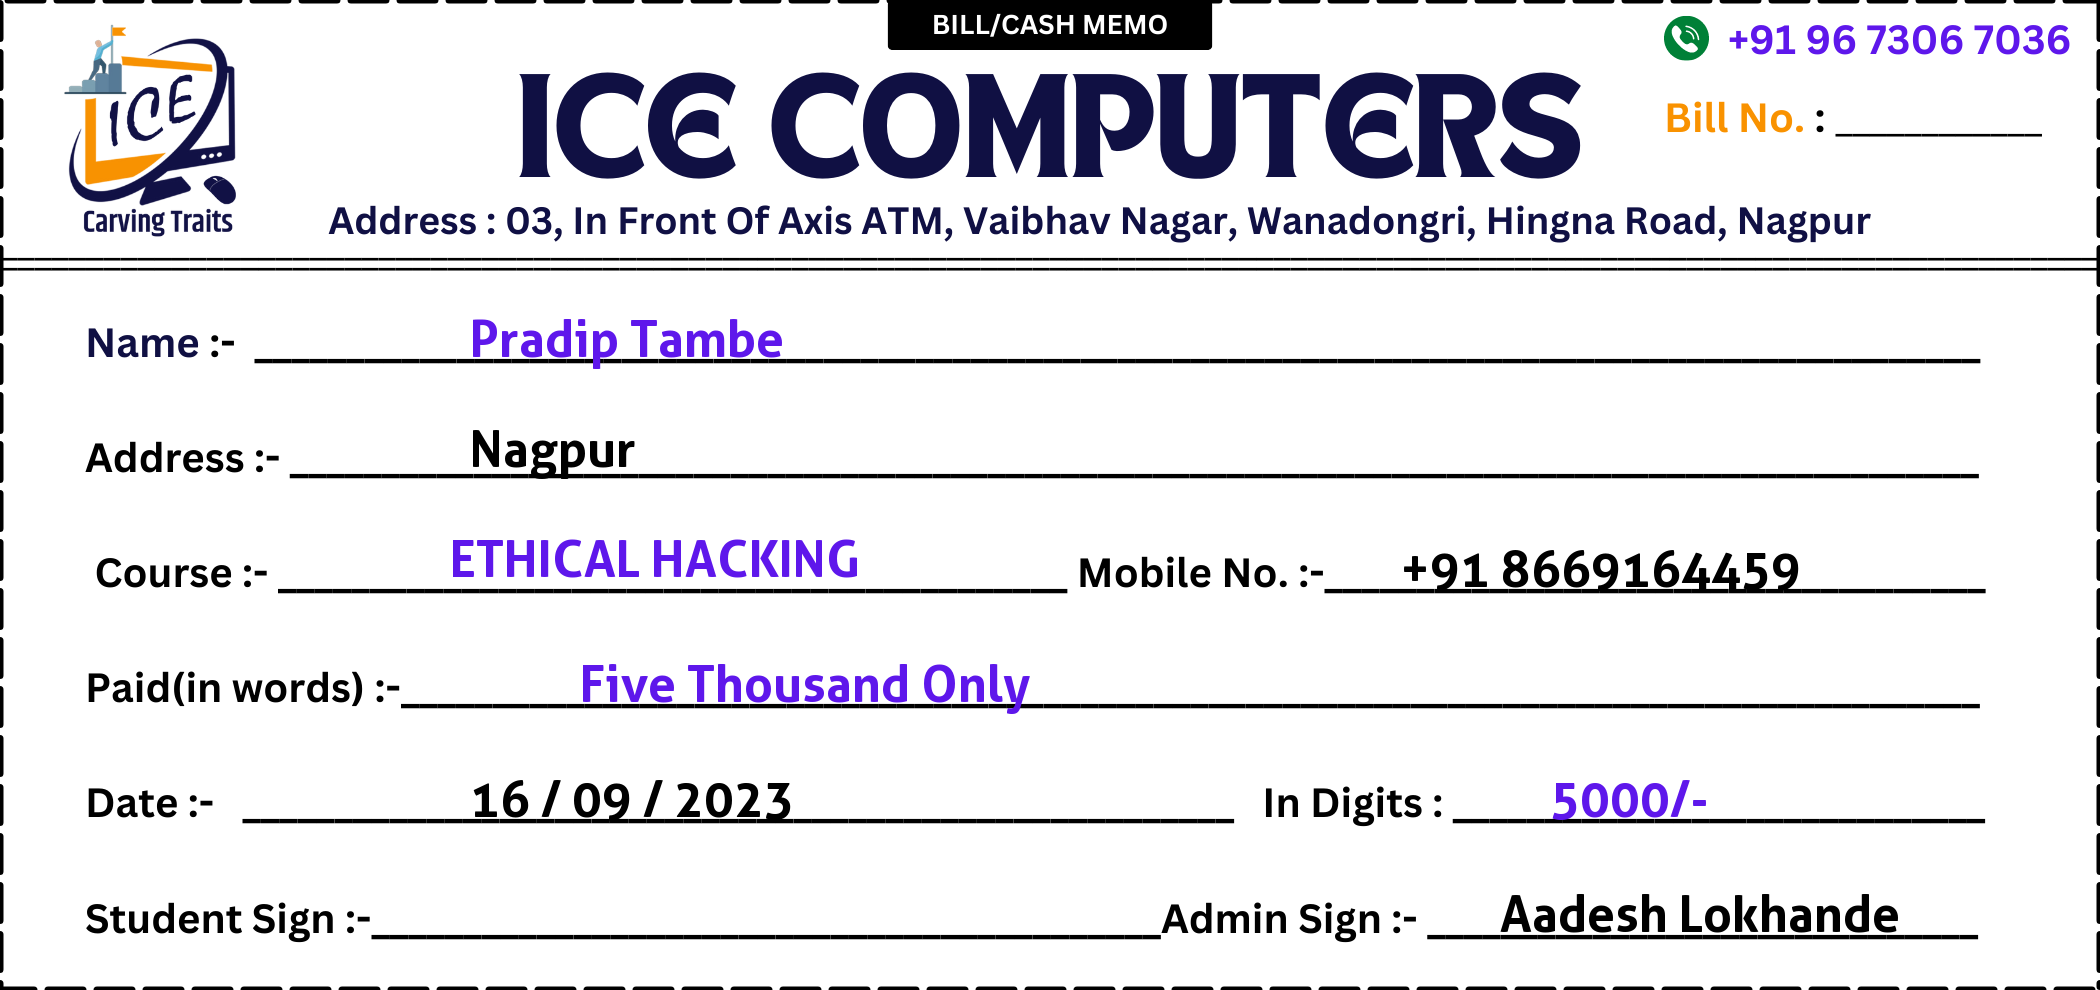 BILL/CASH MEMO
+91 96 7306 7036
ICE
Carving Traits
ICE COMPUTERS
Bill No. : ___________
Address : 03, In Front Of Axis ATM, Vaibhav Nagar, Wanadongri, Hingna Road, Nagpur
Name :- Pradip Tambe
Address :- Nagpur
Course :- ETHICAL HACKING Mobile No. :- +91 8669164459
Paid(in words) :- Five Thousand Only
Date :- 16 / 09 / 2023 In Digits : 5000/-
Student Sign :- Admin Sign :- Aadesh Lokhande